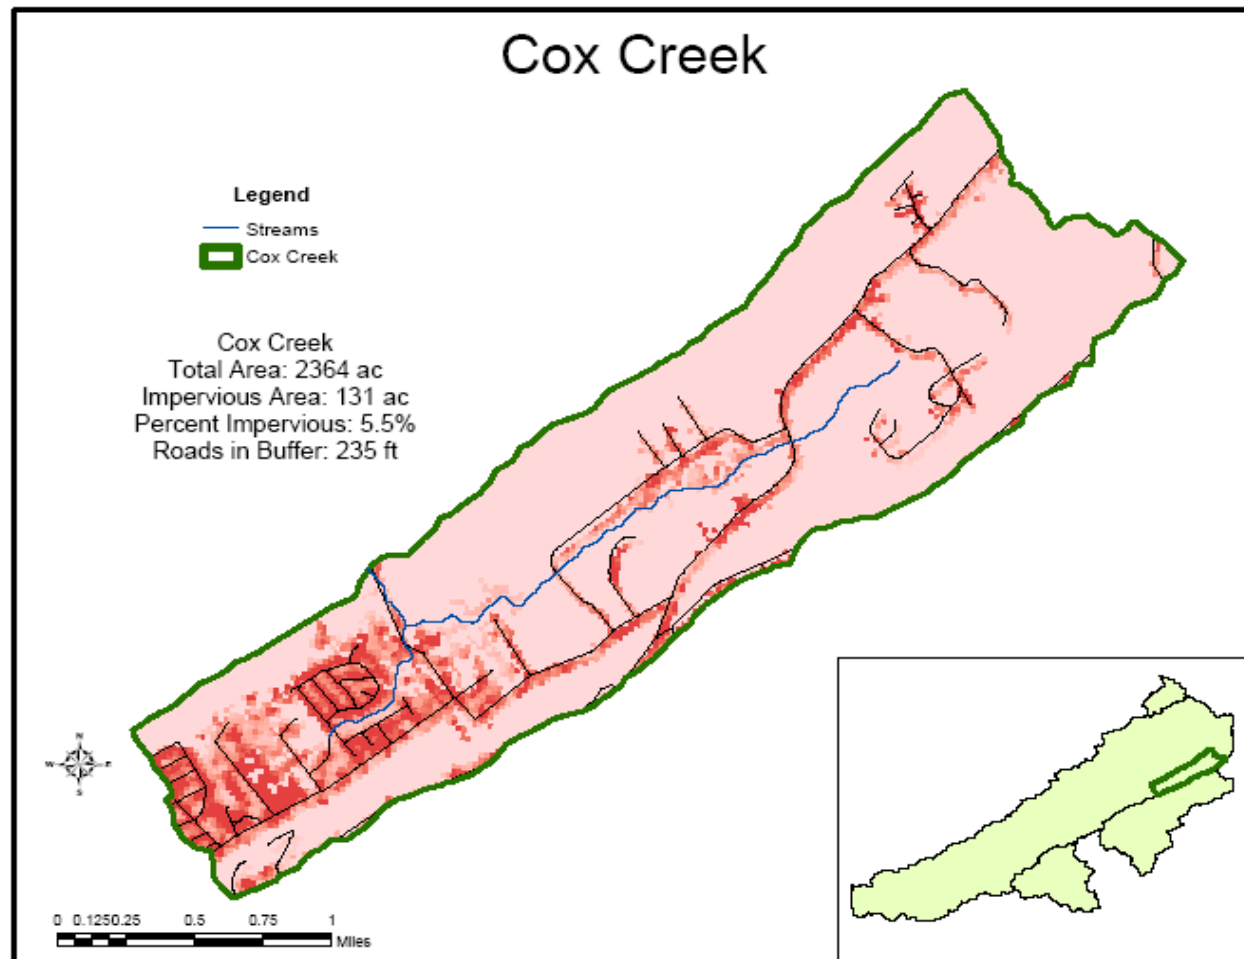 Cox Creek
Legend
Streams
Cox Creek
Cox Creek
Total Area: 2364 ac
Impervious Area: 131 ac
Percent Impervious: 5.5%
Roads in Buffer: 235 ft
N
W E
S
0 0.1250.25 0.5 0.75 1
Miles